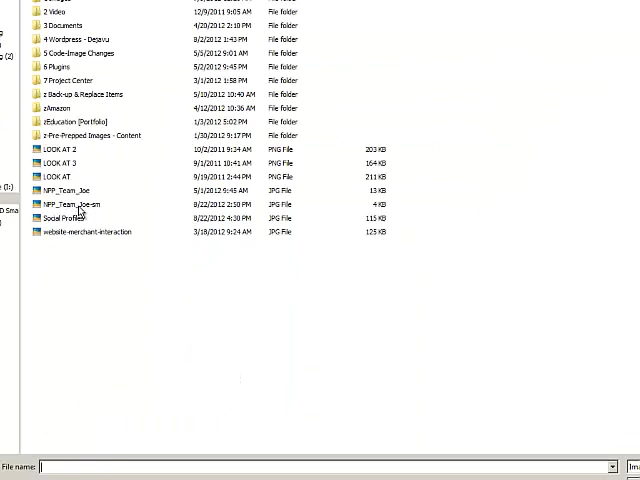 2 Video 12/9/2011 9:05 AM File folder
3 Documents 4/20/2012 2:10 PM File folder
4 Wordpress - Dejavu 8/2/2012 1:43 PM File folder
g (2)
5 Code-Image Changes 5/5/2012 9:01 AM File folder
6 Plugins 5/2/2012 9:45 PM File folder
7 Project Center 3/1/2012 1:58 PM File folder
z Back-up & Replace Items 5/10/2012 10:40 AM File folder
zAmazon 4/12/2012 10:36 AM File folder
zEducation [Portfolio] 1/3/2012 5:02 PM File folder
z-Pre-Prepped Images - Content 1/30/2012 9:17 PM File folder
LOOK AT 2 10/2/2011 9:34 AM PNG File 203 KB
LOOK AT 3 9/1/2011 10:41 AM PNG File 164 KB
LOOK AT 9/19/2011 2:44 PM PNG File 211 KB
e (I:)
NPP_Team_Joe 5/1/2012 9:45 AM JPG File 13 KB
NPP_Team_Joe-sm 8/22/2012 2:50 PM JPG File 4 KB
D Sma
Social Profiles 8/22/2012 4:30 PM JPG File 115 KB
website-merchant-interaction 3/18/2012 9:24 AM JPG File 125 KB
File name: